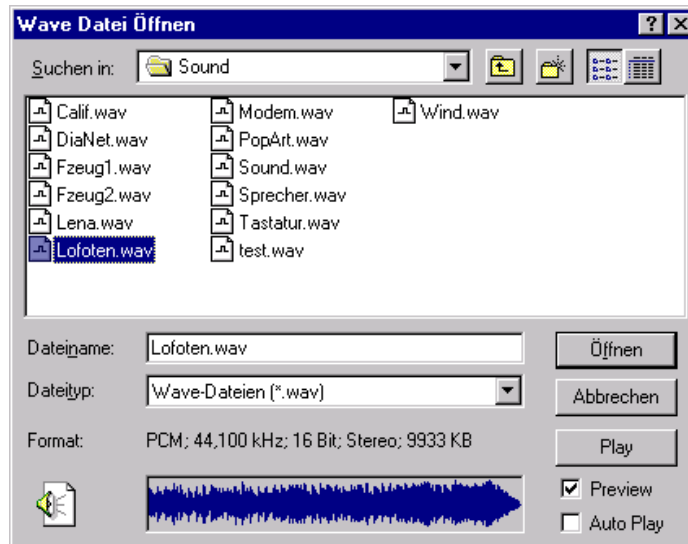 Wave Datei Öffnen
Suchen in: Sound
Calif.wav
DiaNet.wav
Fzeug1.wav
Fzeug2.wav
Lena.wav
Lofoten.wav
Modem.wav
PopArt.wav
Sound.wav
Sprecher.wav
Tastatur.wav
test.wav
Wind.wav
Dateiname: Lofoten.wav
Öffnen
Dateityp: Wave-Dateien (*.wav)
Abbrechen
Format: PCM; 44,100 kHz; 16 Bit; Stereo; 9933 KB
Play
Preview
Auto Play